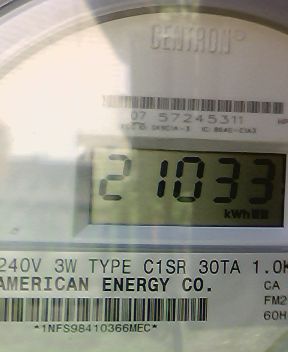 CENTRON®
07 57245311
21033
kWh
240V 3W TYPE C1SR 30TA 1.0K
AMERICAN ENERGY CO.
CA
FM2
60H
*1NFS98410366MEC*